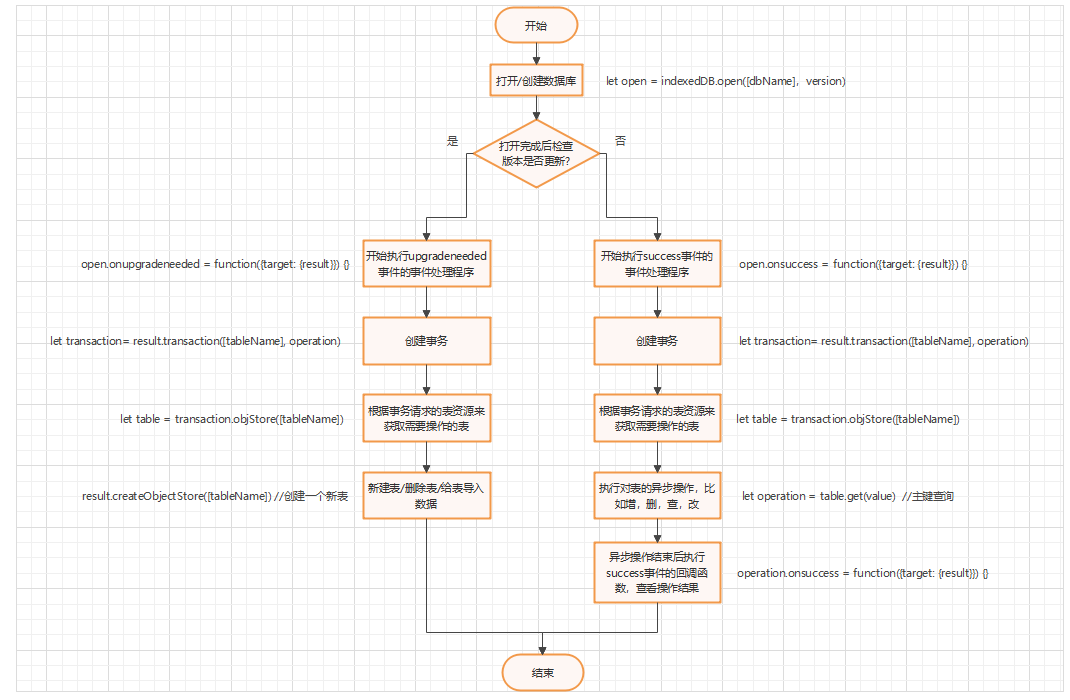 开始
打开/创建数据库
let open = indexedDB.open([dbName]，version)
是
打开完成后检查
版本是否更新?
否
open.onupgradeneeded = function({target: {result}}) {}
开始执行upgradeneeded
事件的事件处理程序
开始执行success事件的
事件处理程序
open.onsuccess = function({target: {result}}) {}
let transaction= result.transaction([tableName], operation)
创建事务
创建事务
let transaction= result.transaction([tableName], operation)
let table = transaction.objStore([tableName])
根据事务请求的表资源来
获取需要操作的表
根据事务请求的表资源来
获取需要操作的表
let table = transaction.objStore([tableName])
result.createObjectStore([tableName]) //创建一个新表
新建表/删除表/给表导入
数据
执行对表的异步操作，比
如增，删，查，改
let operation = table.get(value)  //主键查询
异步操作结束后执行
success事件的回调函
数，查看操作结果
operation.onsuccess = function({target: {result}}) {}
结束